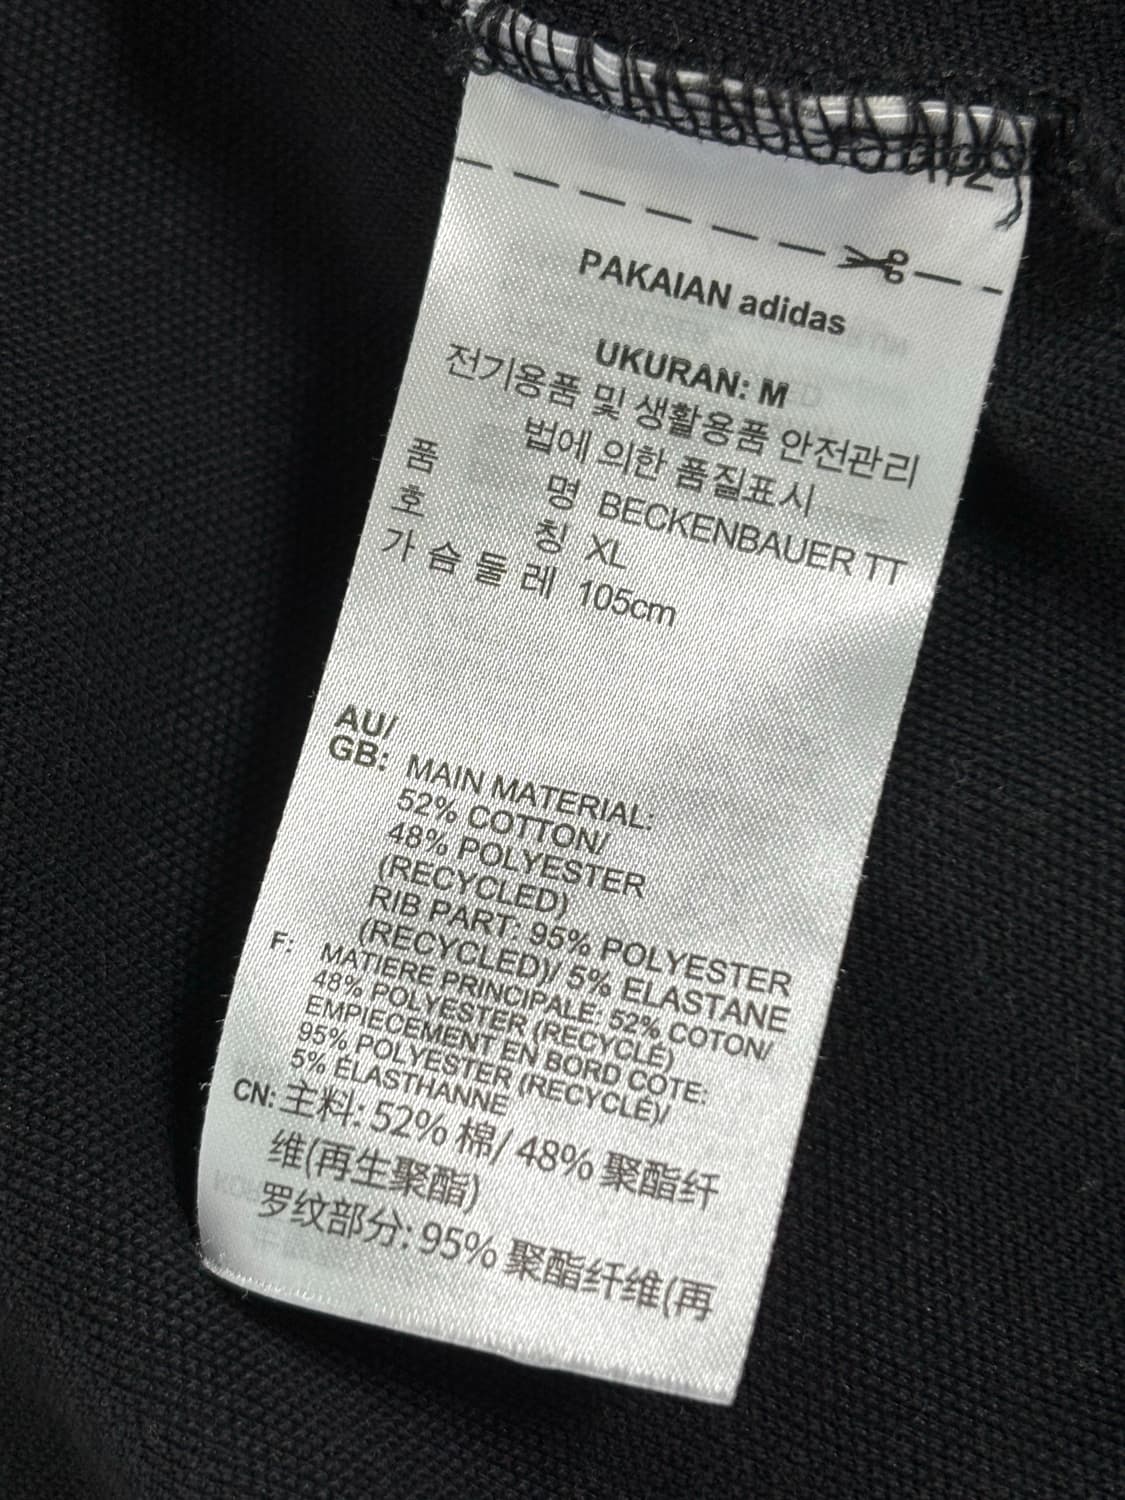 PAKAIAN adidas
UKURAN: M
전기용품 및 생활용품 안전관리
법에 의한 품질표시
품 명 BECKENBAUER TT
호 칭 XL
가 슴 둘 레 105cm
AU/
GB: MAIN MATERIAL:
52% COTTON/
48% POLYESTER
(RECYCLED)
RIB PART: 95% POLYESTER
(RECYCLED)/ 5% ELASTANE
F: MATIERE PRINCIPALE: 52% COTON/
48% POLYESTER (RECYCLÉ)
EMPIECEMENT EN BORD COTE:
95% POLYESTER (RECYCLÉ)/
5% ÉLASTHANNE
CN: 主料: 52% 棉/ 48% 聚酯纤
维(再生聚酯)
罗纹部分: 95% 聚酯纤维(再